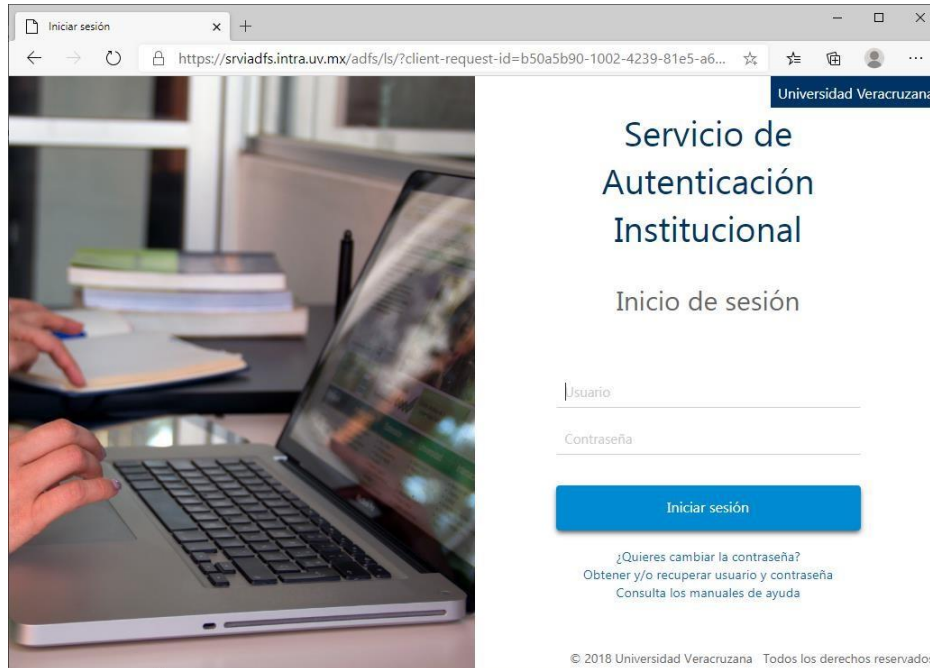 Iniciar sesión
https://srviadfs.intra.uv.mx/adfs/ls/?client-request-id=b50a5b90-1002-4239-81e5-a6...
Universidad Veracruzana
Servicio de
Autenticación
Institucional
Inicio de sesión
Usuario
Contraseña
Iniciar sesión
¿Quieres cambiar la contraseña?
Obtener y/o recuperar usuario y contraseña
Consulta los manuales de ayuda
© 2018 Universidad Veracruzana Todos los derechos reservados